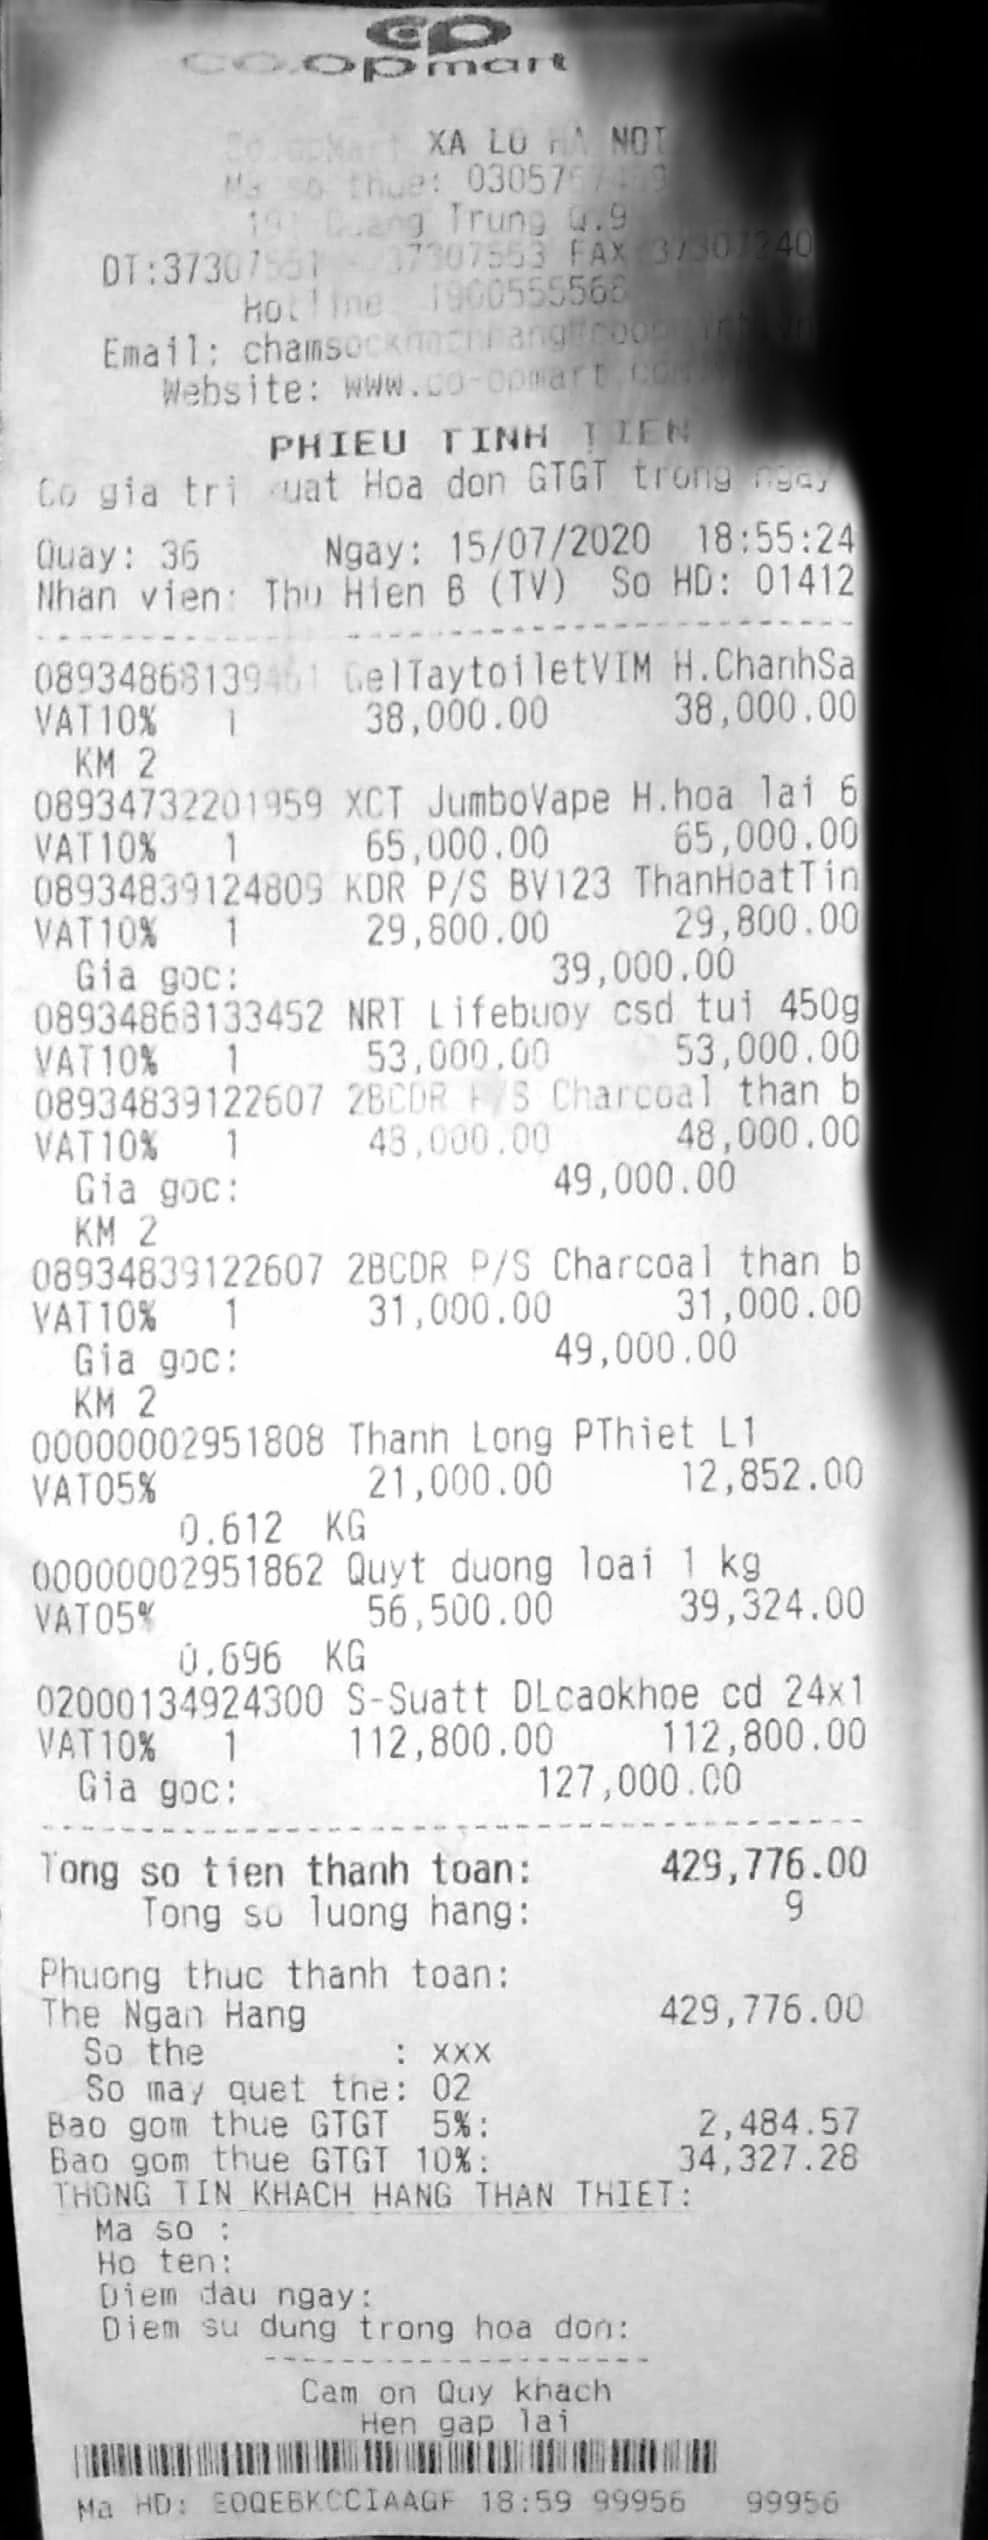 co.opmart
Co.opMart XA LO HA NOI
Ma so thue: 0305767459
191 Quang Trung Q.9
DT:37307551 - 37307553 FAX 37307240
Hotline 1900555568
Email:
Website: www.co-opmart.com.vn
PHIEU TINH TIEN
Co gia tri xuat Hoa don GTGT trong ngay
Quay: 36 Ngay: 15/07/2020 18:55:24
Nhan vien: Thu Hien B (TV) So HD: 01412
08934868139461 GelTaytoiletVIM H.ChanhSa
VAT10% 1 38,000.00 38,000.00
KM 2
08934732201959 XCT JumboVape H.hoa lai 6
VAT10% 1 65,000.00 65,000.00
08934839124809 KDR P/S BV123 ThanHoatTin
VAT10% 1 29,800.00 29,800.00
Gia goc: 39,000.00
08934868133452 NRT Lifebuoy csd tui 450g
VAT10% 1 53,000.00 53,000.00
08934839122607 2BCDR P/S Charcoal than b
VAT10% 1 48,000.00 48,000.00
Gia goc: 49,000.00
KM 2
08934839122607 2BCDR P/S Charcoal than b
VAT10% 1 31,000.00 31,000.00
Gia goc: 49,000.00
KM 2
00000002951808 Thanh Long PThiet L1
VAT05% 21,000.00 12,852.00
0.612 KG
00000002951862 Quyt duong loai 1 kg
VAT05% 56,500.00 39,324.00
0.696 KG
02000134924300 S-Suatt DLcaokhoe cd 24x1
VAT10% 1 112,800.00 112,800.00
Gia goc: 127,000.00
Tong so tien thanh toan: 429,776.00
Tong so luong hang: 9
Phuong thuc thanh toan:
The Ngan Hang 429,776.00
So the : xxx
So may quet the: 02
Bao gom thue GTGT 5%: 2,484.57
Bao gom thue GTGT 10%: 34,327.28
THONG TIN KHACH HANG THAN THIET:
Ma so :
Ho ten:
Diem dau ngay:
Diem su dung trong hoa don:
Cam on Quy khach
Hen gap lai
Ma HD: EOQEBKCCIAAGF 18:59 99956 99956